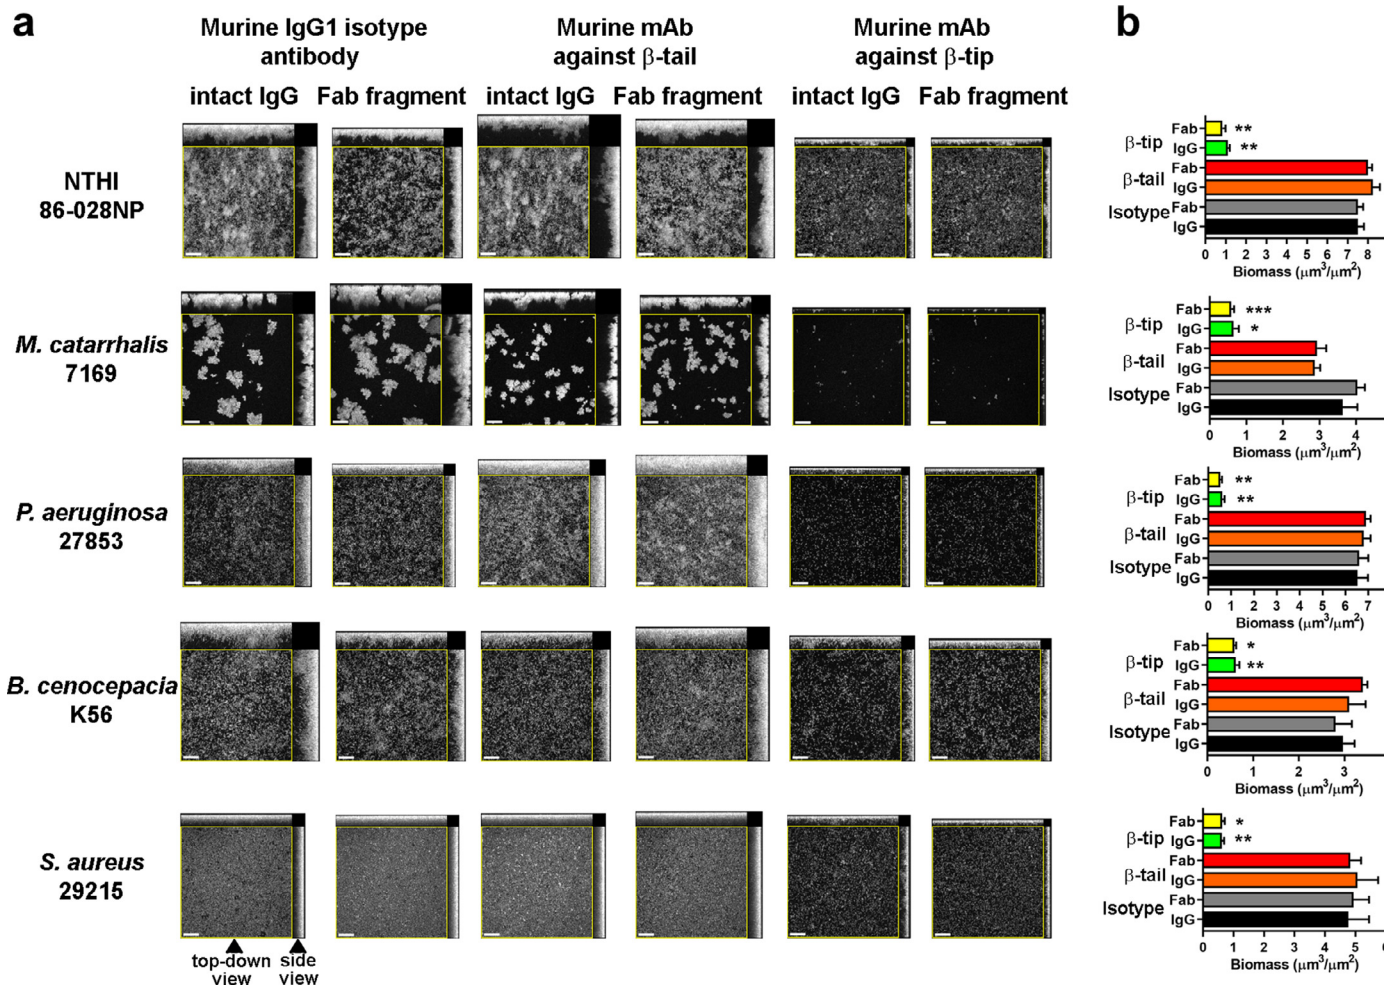 a
Murine IgG1 isotype
antibody
Murine mAb
against β-tail
Murine mAb
against β-tip
intact IgG
Fab fragment
intact IgG
Fab fragment
intact IgG
Fab fragment
NTHI
86-028NP
M. catarrhalis
7169
P. aeruginosa
27853
B. cenocepacia
K56
S. aureus
29215
top-down
view
side
view
b
β-tip
β-tail
Isotype
Fab **
IgG **
Fab
IgG
Fab
IgG
0 1 2 3 4 5 6 7 8
Biomass (μm³/μm²)
β-tip
β-tail
Isotype
Fab ***
IgG *
Fab
IgG
Fab
IgG
0 1 2 3 4
Biomass (μm³/μm²)
β-tip
β-tail
Isotype
Fab **
IgG **
Fab
IgG
Fab
IgG
0 1 2 3 4 5 6 7
Biomass (μm³/μm²)
β-tip
β-tail
Isotype
Fab *
IgG **
Fab
IgG
Fab
IgG
0 1 2 3
Biomass (μm³/μm²)
β-tip
β-tail
Isotype
Fab *
IgG **
Fab
IgG
Fab
IgG
0 1 2 3 4 5
Biomass (μm³/μm²)